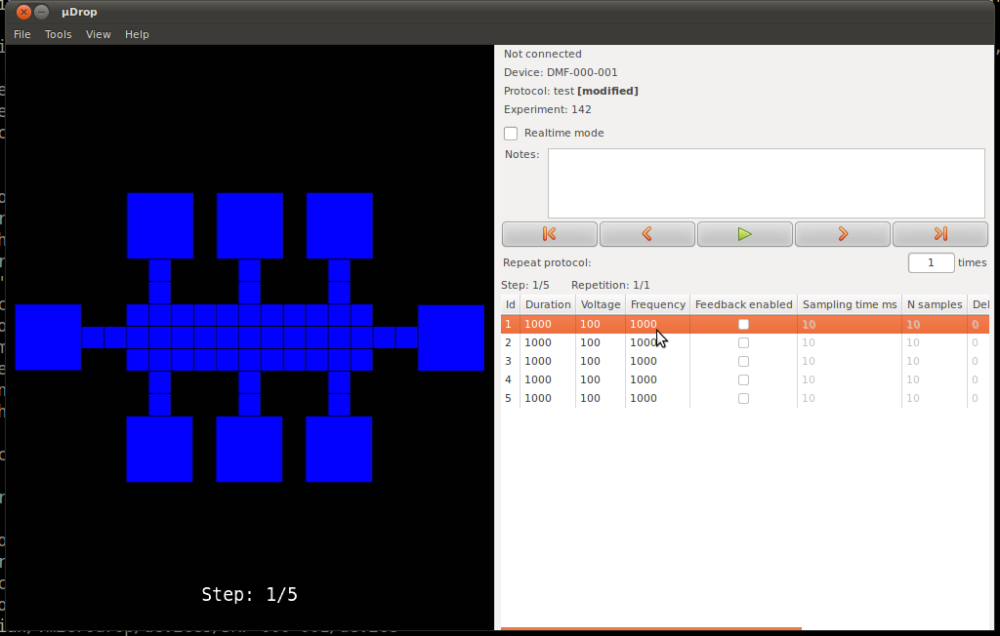 µDrop
File Tools View Help
Not connected
Device: DMF-000-001
Protocol: test [modified]
Experiment: 142
Realtime mode
Notes:
Repeat protocol: 1 times
Step: 1/5 Repetition: 1/1
Id Duration Voltage Frequency Feedback enabled Sampling time ms N samples Del
1 1000 100 1000 10 10 0
2 1000 100 1000 10 10 0
3 1000 100 1000 10 10 0
4 1000 100 1000 10 10 0
5 1000 100 1000 10 10 0
Step: 1/5